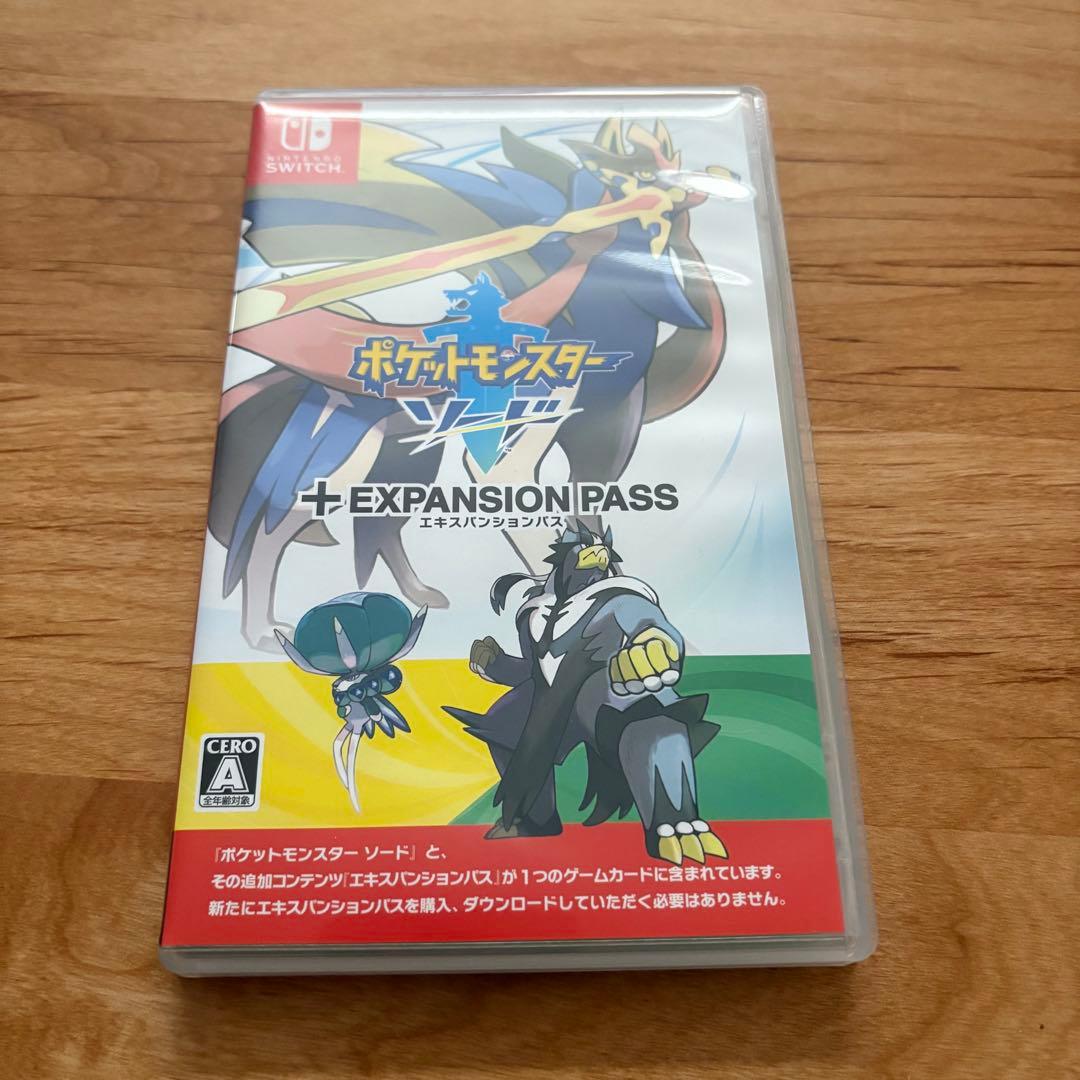 NINTENDO
SWITCH™
ポケットモンスター
ソード™
+EXPANSION PASS
エキスパンションパス
CERO
A
全年齢対象
『ポケットモンスター ソード』と、
その追加コンテンツ『エキスパンションパス』が1つのゲームカードに含まれています。
新たにエキスパンションパスを購入、ダウンロードしていただく必要はありません。